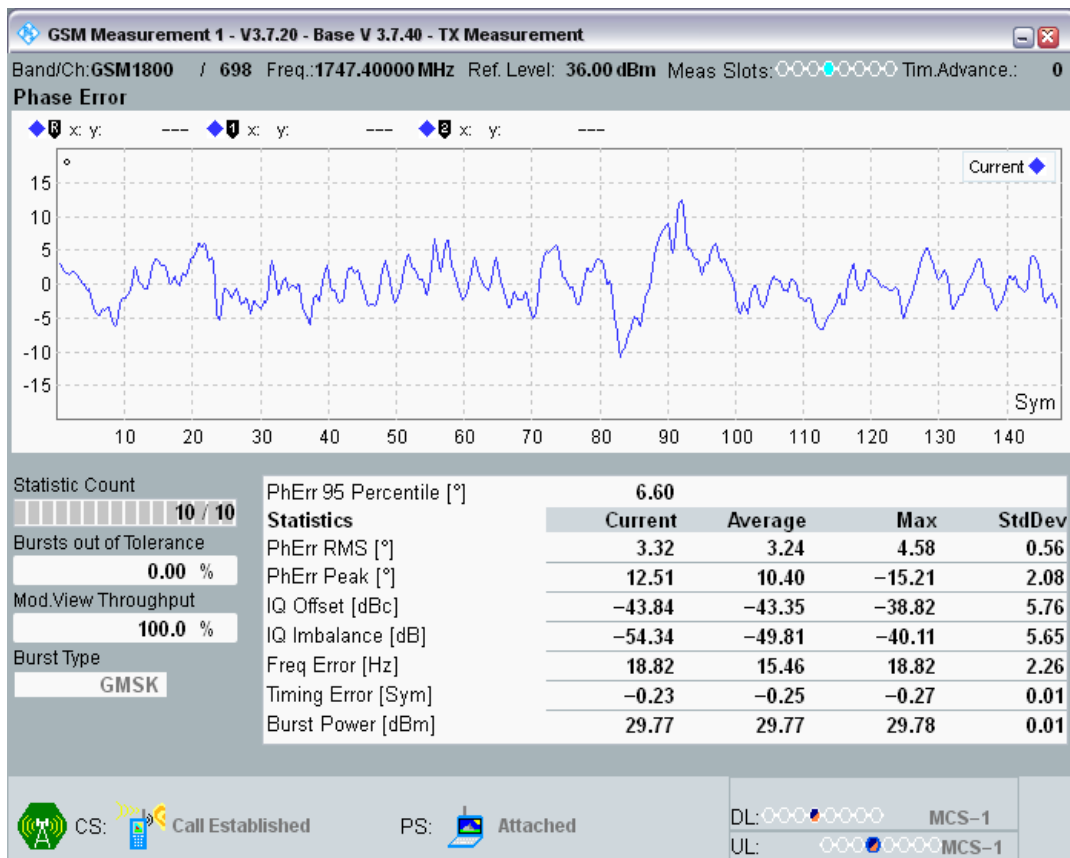 GSM Measurement 1 - V3.7.20 - Base V 3.7.40 - TX Measurement
Band/Ch:GSM1800 / 698 Freq.:1747.40000 MHz Ref. Level: 36.00 dBm Meas Slots: Tim.Advance.: 0
Phase Error
R x: y: --- 1 x: y: --- 2 x: y: ---
°
Current
15
10
5
0
-5
-10
-15
Sym
10 20 30 40 50 60 70 80 90 100 110 120 130 140
Statistic Count
10 / 10
Bursts out of Tolerance
0.00 %
Mod.View Throughput
100.0 %
Burst Type
GMSK
PhErr 95 Percentile [°] 6.60
Statistics Current Average Max StdDev
PhErr RMS [°] 3.32 3.24 4.58 0.56
PhErr Peak [°] 12.51 10.40 −15.21 2.08
IQ Offset [dBc] −43.84 −43.35 −38.82 5.76
IQ Imbalance [dB] −54.34 −49.81 −40.11 5.65
Freq Error [Hz] 18.82 15.46 18.82 2.26
Timing Error [Sym] −0.23 −0.25 −0.27 0.01
Burst Power [dBm] 29.77 29.77 29.78 0.01
CS: Call Established PS: Attached
DL: MCS−1
UL: MCS−1